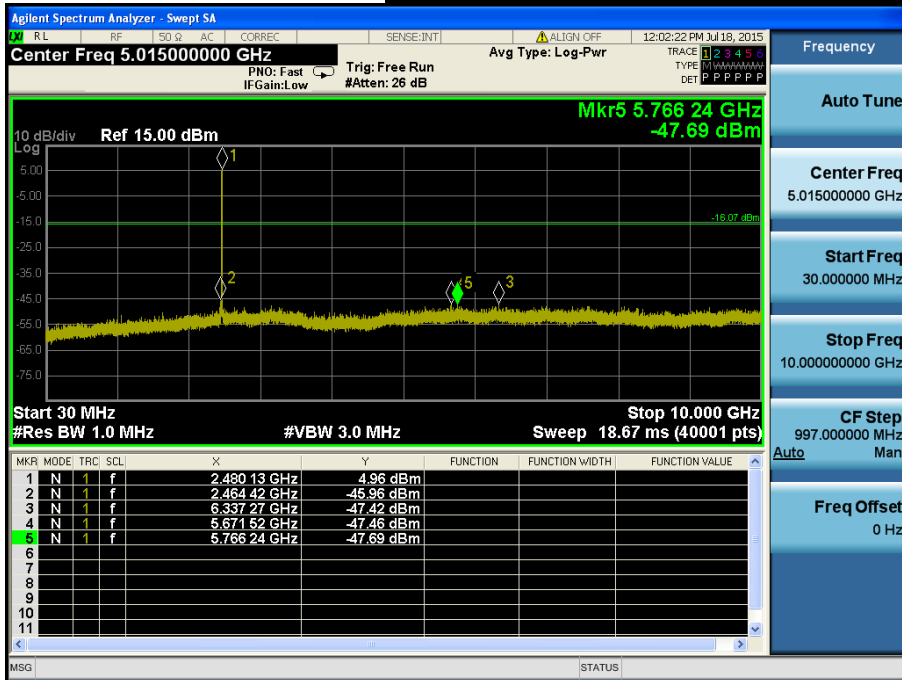 Agilent Spectrum Analyzer - Swept SA
LXI RL RF 50 Ω AC CORREC SENSE:INT ALIGN OFF 12:02:22 PM Jul 18, 2015
Center Freq 5.015000000 GHz
PNO: Fast
IFGain:Low
Trig: Free Run
#Atten: 26 dB
Avg Type: Log-Pwr
TRACE 1 2 3 4 5 6
TYPE M
DET P P P P P P
Mkr5 5.766 24 GHz
-47.69 dBm
10 dB/div Ref 15.00 dBm
Log
5.00
-5.00
-15.0
-25.0
-35.0
-45.0
-55.0
-65.0
-75.0
1
2
5
3
-16.07 dBm
Start 30 MHz
Stop 10.000 GHz
#Res BW 1.0 MHz
#VBW 3.0 MHz
Sweep 18.67 ms (40001 pts)
MKR MODE TRC SCL X Y FUNCTION FUNCTION WIDTH FUNCTION VALUE
1 N 1 f 2.480 13 GHz 4.96 dBm
2 N 1 f 2.464 42 GHz -45.96 dBm
3 N 1 f 6.337 27 GHz -47.42 dBm
4 N 1 f 5.671 52 GHz -47.46 dBm
5 N 1 f 5.766 24 GHz -47.69 dBm
6
7
8
9
10
11
MSG
STATUS
Frequency
Auto Tune
Center Freq
5.015000000 GHz
Start Freq
30.000000 MHz
Stop Freq
10.000000000 GHz
CF Step
997.000000 MHz
Auto Man
Freq Offset
0 Hz